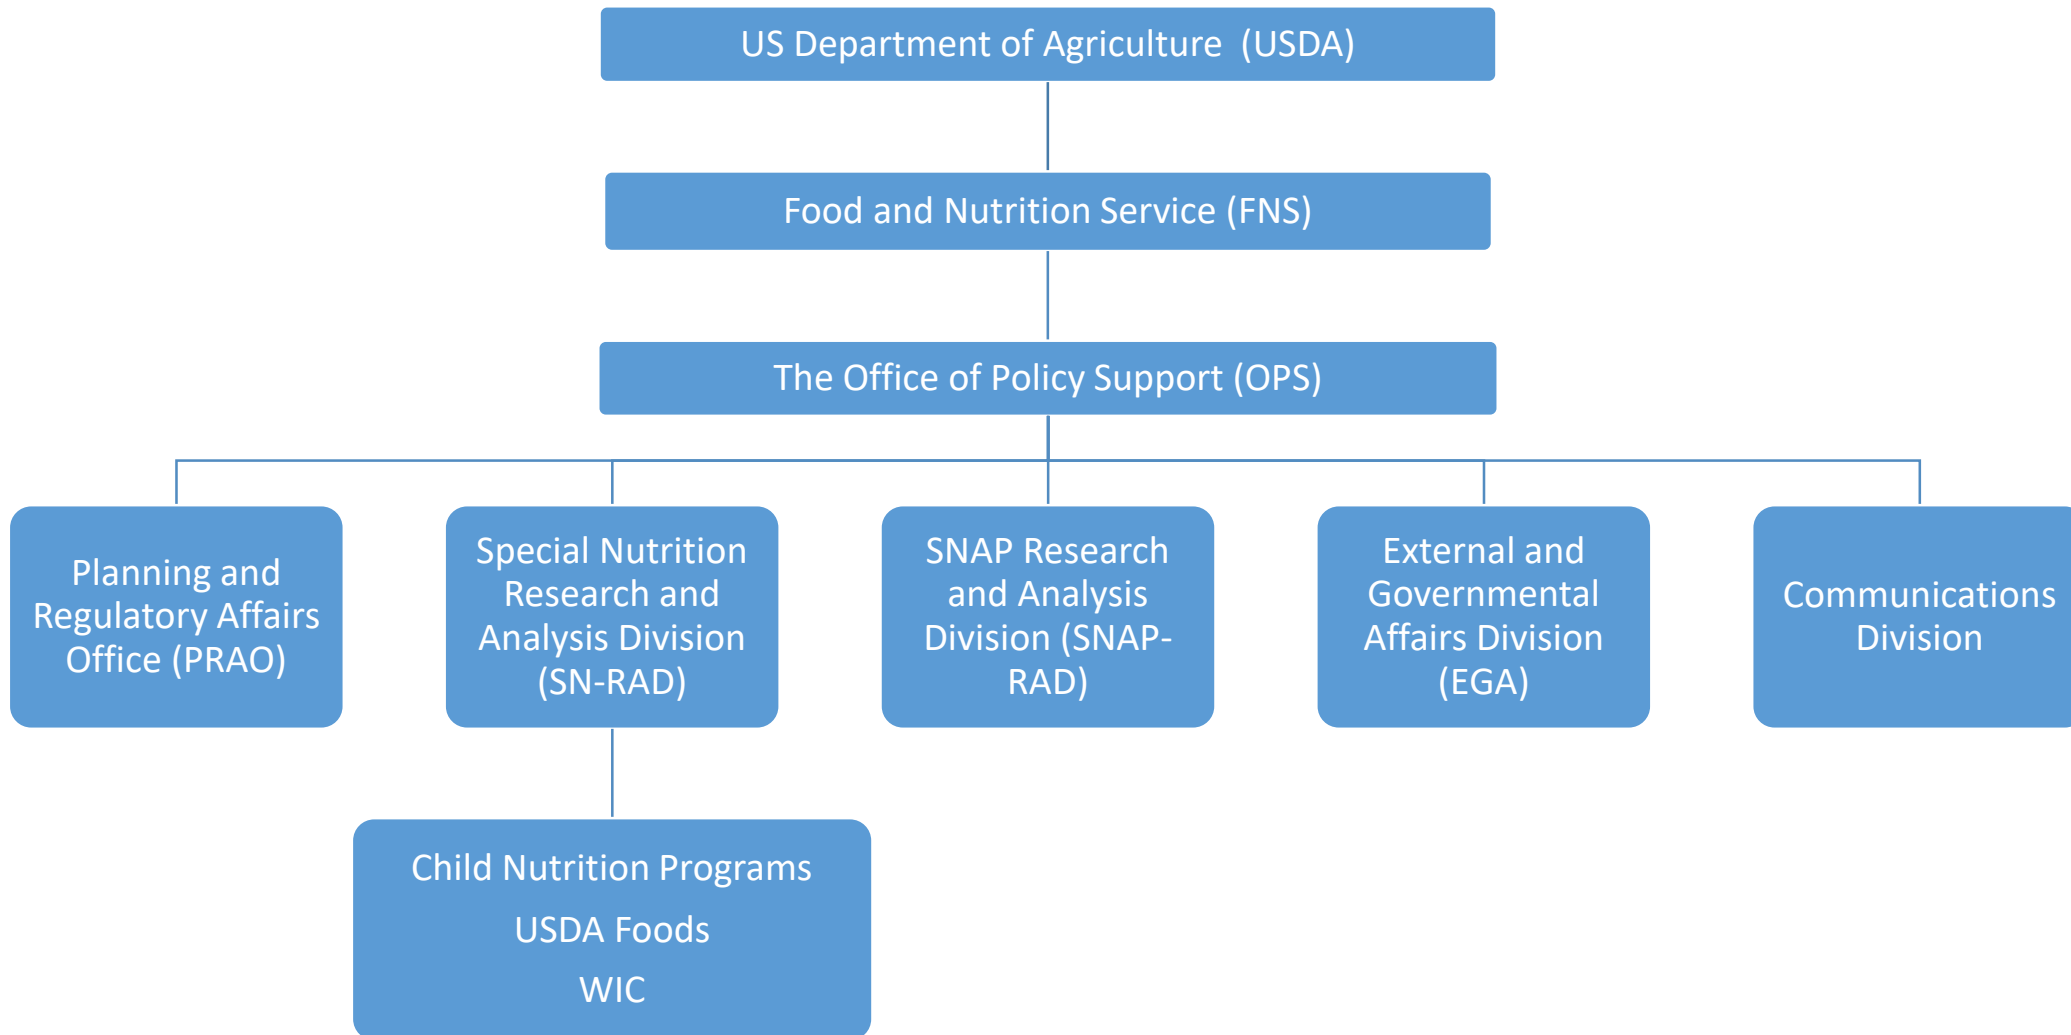 US Department of Agriculture  (USDA)
Food and Nutrition Service (FNS)
The Office of Policy Support (OPS)
Planning and
Regulatory Affairs
Office (PRAO)
Special Nutrition
Research and
Analysis Division
(SN-RAD)
SNAP Research
and Analysis
Division (SNAP-
RAD)
External and
Governmental
Affairs Division
(EGA)
Communications
Division
Child Nutrition Programs
USDA Foods
WIC